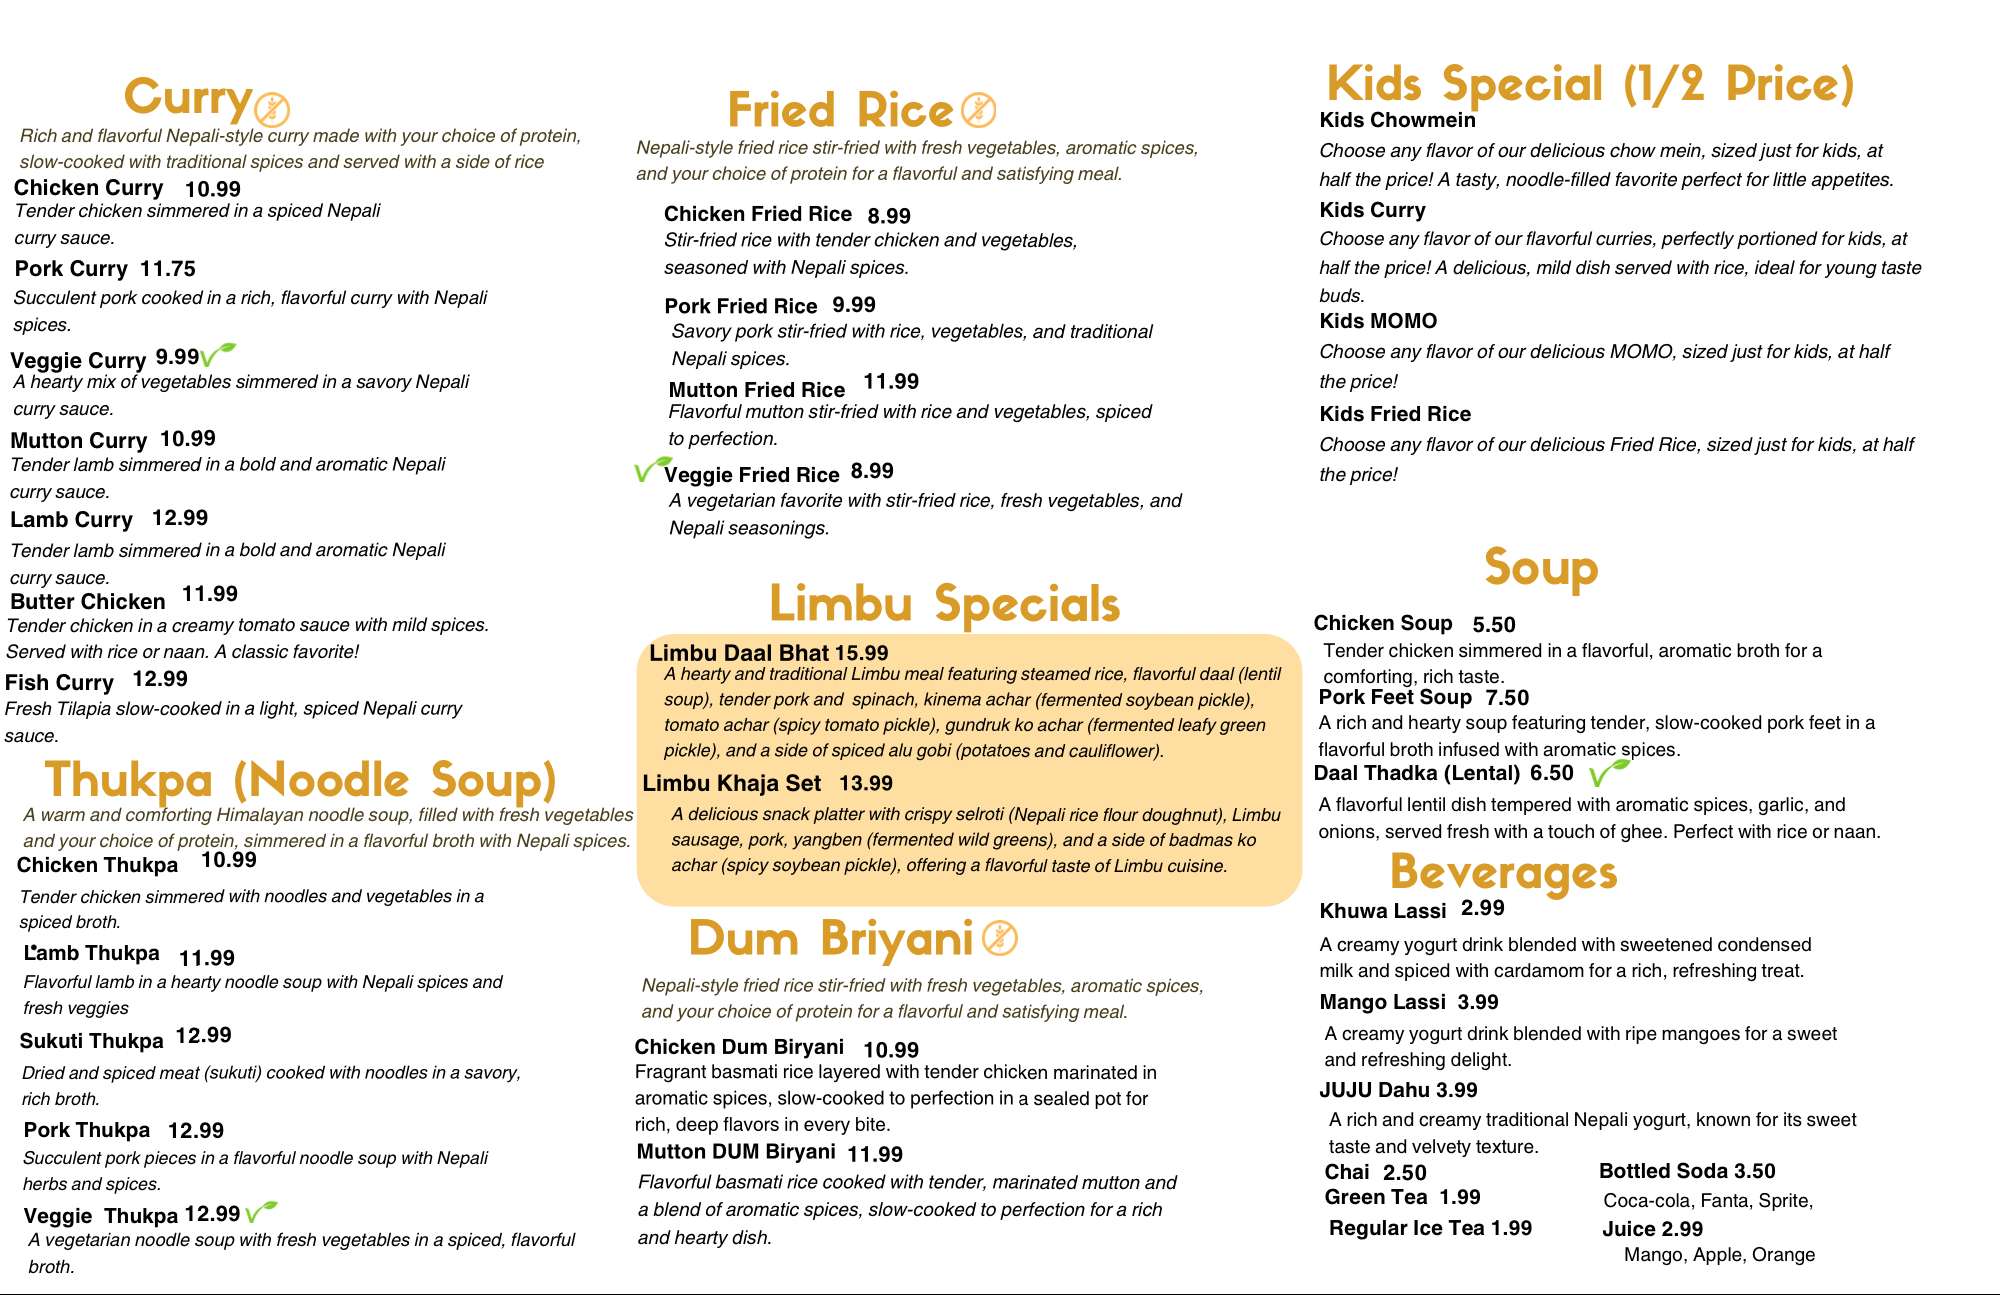 Curry
Rich and flavorful Nepali-style curry made with your choice of protein,
slow-cooked with traditional spices and served with a side of rice
Chicken Curry 10.99
Tender chicken simmered in a spiced Nepali
curry sauce.
Pork Curry 11.75
Succulent pork cooked in a rich, flavorful curry with Nepali
spices.
Veggie Curry 9.99
A hearty mix of vegetables simmered in a savory Nepali
curry sauce.
Mutton Curry 10.99
Tender lamb simmered in a bold and aromatic Nepali
curry sauce.
Lamb Curry 12.99
Tender lamb simmered in a bold and aromatic Nepali
curry sauce.
Butter Chicken 11.99
Tender chicken in a creamy tomato sauce with mild spices.
Served with rice or naan. A classic favorite!
Fish Curry 12.99
Fresh Tilapia slow-cooked in a light, spiced Nepali curry
sauce.
Thukpa (Noodle Soup)
A warm and comforting Himalayan noodle soup, filled with fresh vegetables
and your choice of protein, simmered in a flavorful broth with Nepali spices.
Chicken Thukpa 10.99
Tender chicken simmered with noodles and vegetables in a
spiced broth.
Lamb Thukpa 11.99
Flavorful lamb in a hearty noodle soup with Nepali spices and
fresh veggies
Sukuti Thukpa 12.99
Dried and spiced meat (sukuti) cooked with noodles in a savory,
rich broth.
Pork Thukpa 12.99
Succulent pork pieces in a flavorful noodle soup with Nepali
herbs and spices.
Veggie Thukpa 12.99
A vegetarian noodle soup with fresh vegetables in a spiced, flavorful
broth.
Fried Rice
Nepali-style fried rice stir-fried with fresh vegetables, aromatic spices,
and your choice of protein for a flavorful and satisfying meal.
Chicken Fried Rice 8.99
Stir-fried rice with tender chicken and vegetables,
seasoned with Nepali spices.
Pork Fried Rice 9.99
Savory pork stir-fried with rice, vegetables, and traditional
Nepali spices.
Mutton Fried Rice 11.99
Flavorful mutton stir-fried with rice and vegetables, spiced
to perfection.
Veggie Fried Rice 8.99
A vegetarian favorite with stir-fried rice, fresh vegetables, and
Nepali seasonings.
Limbu Specials
Limbu Daal Bhat 15.99
A hearty and traditional Limbu meal featuring steamed rice, flavorful daal (lentil
soup), tender pork and spinach, kinema achar (fermented soybean pickle),
tomato achar (spicy tomato pickle), gundruk ko achar (fermented leafy green
pickle), and a side of spiced alu gobi (potatoes and cauliflower).
Limbu Khaja Set 13.99
A delicious snack platter with crispy selroti (Nepali rice flour doughnut), Limbu
sausage, pork, yangben (fermented wild greens), and a side of badmas ko
achar (spicy soybean pickle), offering a flavorful taste of Limbu cuisine.
Dum Briyani
Nepali-style fried rice stir-fried with fresh vegetables, aromatic spices,
and your choice of protein for a flavorful and satisfying meal.
Chicken Dum Biryani 10.99
Fragrant basmati rice layered with tender chicken marinated in
aromatic spices, slow-cooked to perfection in a sealed pot for
rich, deep flavors in every bite.
Mutton DUM Biryani 11.99
Flavorful basmati rice cooked with tender, marinated mutton and
a blend of aromatic spices, slow-cooked to perfection for a rich
and hearty dish.
Kids Special (1/2 Price)
Kids Chowmein
Choose any flavor of our delicious chow mein, sized just for kids, at
half the price! A tasty, noodle-filled favorite perfect for little appetites.
Kids Curry
Choose any flavor of our flavorful curries, perfectly portioned for kids, at
half the price! A delicious, mild dish served with rice, ideal for young taste
buds.
Kids MOMO
Choose any flavor of our delicious MOMO, sized just for kids, at half
the price!
Kids Fried Rice
Choose any flavor of our delicious Fried Rice, sized just for kids, at half
the price!
Soup
Chicken Soup 5.50
Tender chicken simmered in a flavorful, aromatic broth for a
comforting, rich taste.
Pork Feet Soup 7.50
A rich and hearty soup featuring tender, slow-cooked pork feet in a
flavorful broth infused with aromatic spices.
Daal Thadka (Lental) 6.50
A flavorful lentil dish tempered with aromatic spices, garlic, and
onions, served fresh with a touch of ghee. Perfect with rice or naan.
Beverages
Khuwa Lassi 2.99
A creamy yogurt drink blended with sweetened condensed
milk and spiced with cardamom for a rich, refreshing treat.
Mango Lassi 3.99
A creamy yogurt drink blended with ripe mangoes for a sweet
and refreshing delight.
JUJU Dahu 3.99
A rich and creamy traditional Nepali yogurt, known for its sweet
taste and velvety texture.
Chai 2.50
Green Tea 1.99
Regular Ice Tea 1.99
Bottled Soda 3.50
Coca-cola, Fanta, Sprite,
Juice 2.99
Mango, Apple, Orange